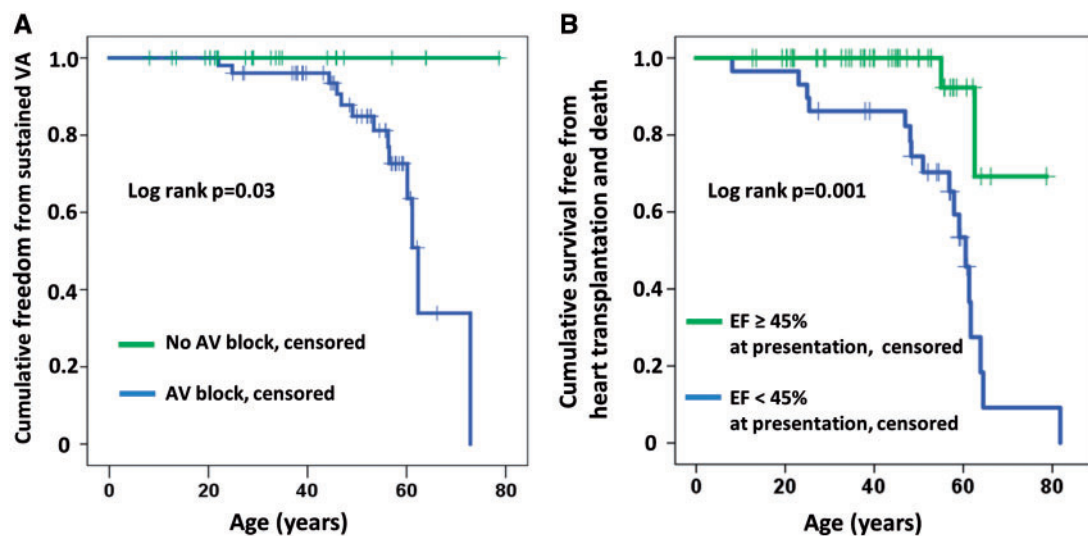 A
Cumulative freedom from sustained VA
1.0
0.8
0.6
0.4
0.2
0
Log rank p=0.03
No AV block, censored
AV block, censored
0 20 40 60 80
Age (years)
B
Cumulative survival free from
heart transplantation and death
1.0
0.8
0.6
0.4
0.2
0
Log rank p=0.001
EF ≥ 45%
at presentation, censored
EF < 45%
at presentation, censored
0 20 40 60 80
Age (years)